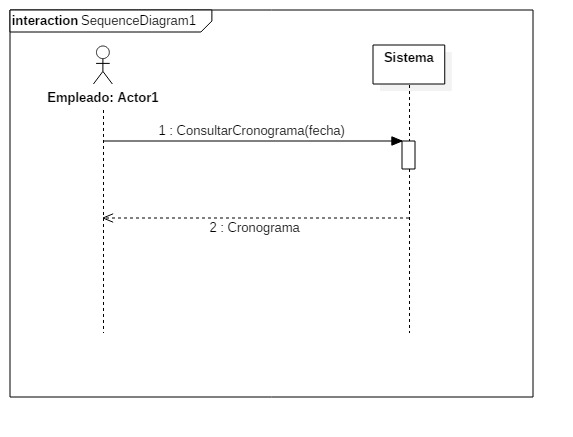 interaction SequenceDiagram1
Sistema
Empleado: Actor1
1 : ConsultarCronograma(fecha)
2 : Cronograma